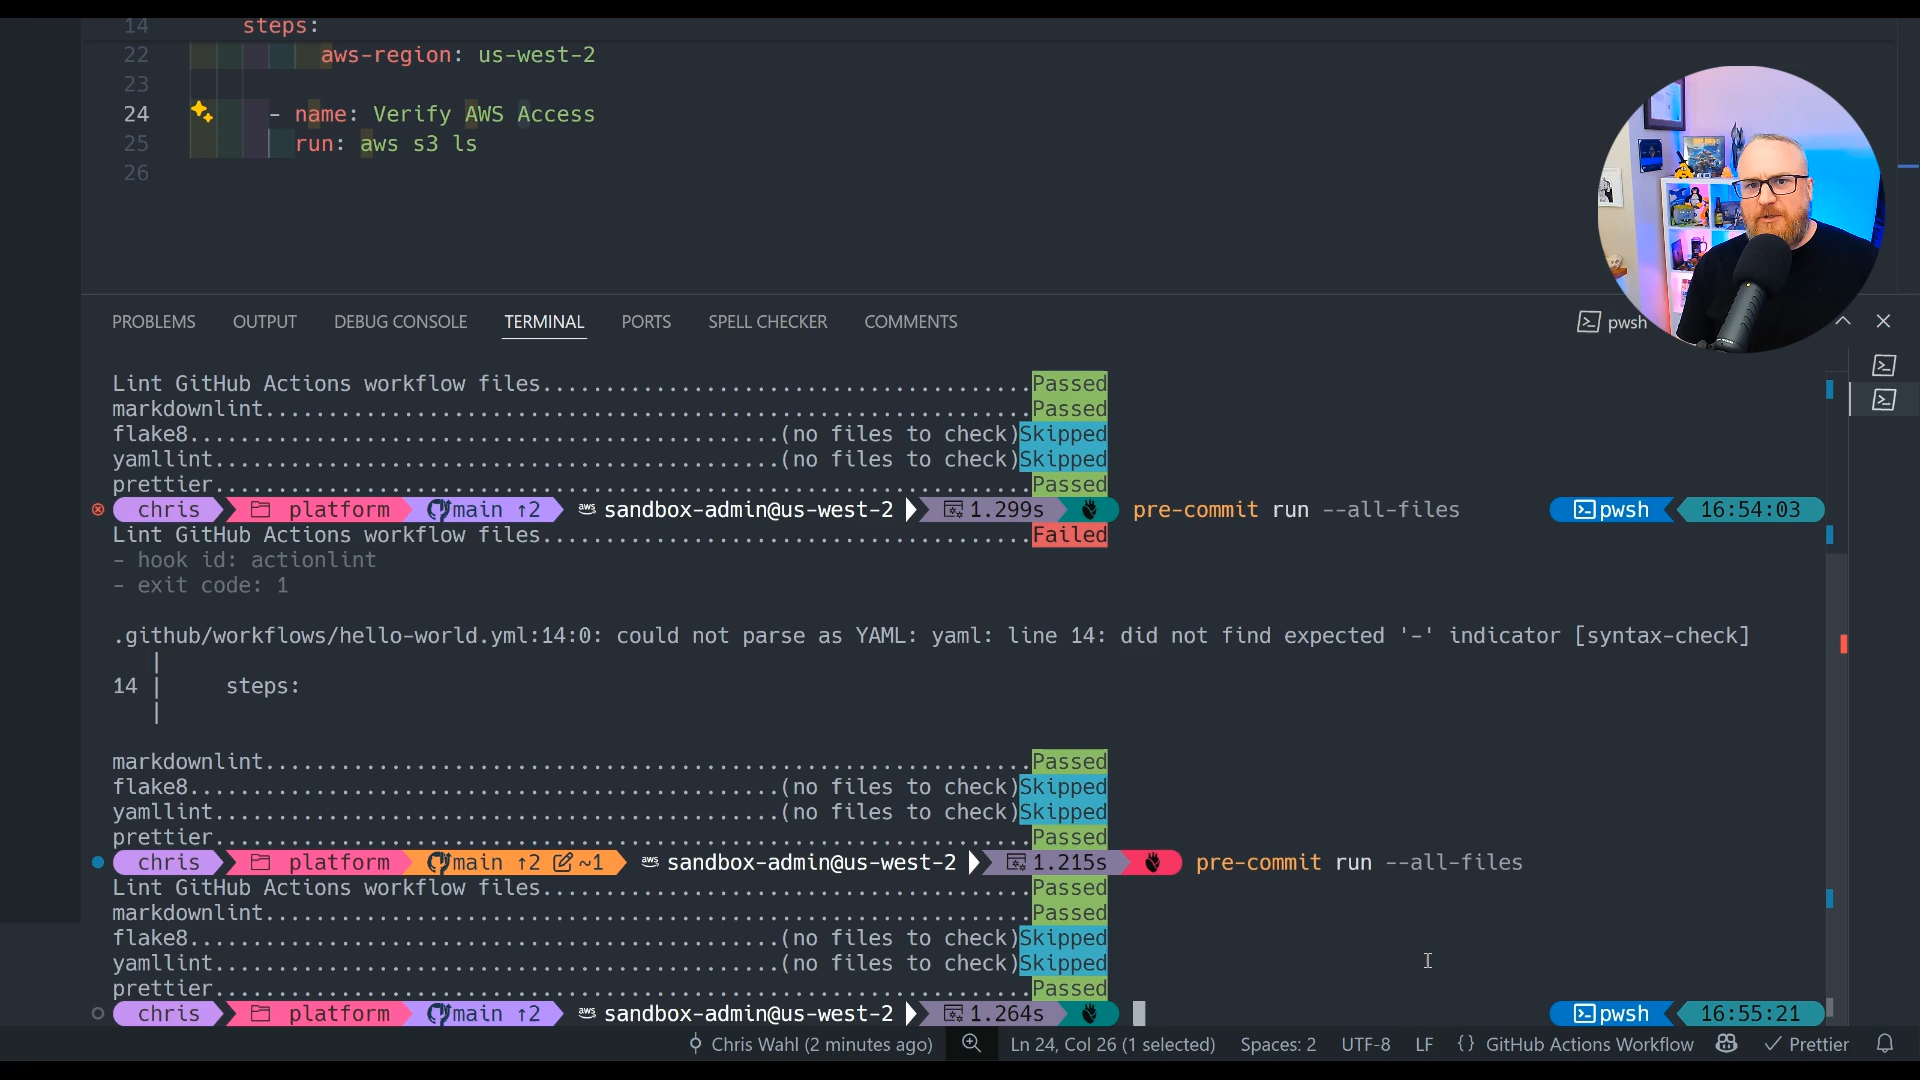 14 steps:
22 aws-region: us-west-2
23
24 - name: Verify AWS Access
25 run: aws s3 ls
26
PROBLEMS OUTPUT DEBUG CONSOLE TERMINAL PORTS SPELL CHECKER COMMENTS pwsh
Lint GitHub Actions workflow files.........................................Passed
markdownlint.............................................................Passed
flake8...............................................(no files to check)Skipped
yamllint.............................................(no files to check)Skipped
prettier.................................................................Passed
chris platform main ↑2 aws sandbox-admin@us-west-2 1.299s pre-commit run --all-files pwsh 16:54:03
Lint GitHub Actions workflow files.......................................Failed
- hook id: actionlint
- exit code: 1
.github/workflows/hello-world.yml:14:0: could not parse as YAML: yaml: line 14: did not find expected '-' indicator [syntax-check]
|
14 | steps:
|
markdownlint.............................................................Passed
flake8...............................................(no files to check)Skipped
yamllint.............................................(no files to check)Skipped
prettier.................................................................Passed
chris platform main ↑2 ~1 aws sandbox-admin@us-west-2 1.215s pre-commit run --all-files
Lint GitHub Actions workflow files.......................................Passed
markdownlint.............................................................Passed
flake8...............................................(no files to check)Skipped
yamllint.............................................(no files to check)Skipped
prettier.................................................................Passed
chris platform main ↑2 aws sandbox-admin@us-west-2 1.264s pwsh 16:55:21
Chris Wahl (2 minutes ago) Ln 24, Col 26 (1 selected) Spaces: 2 UTF-8 LF {} GitHub Actions Workflow ✓ Prettier